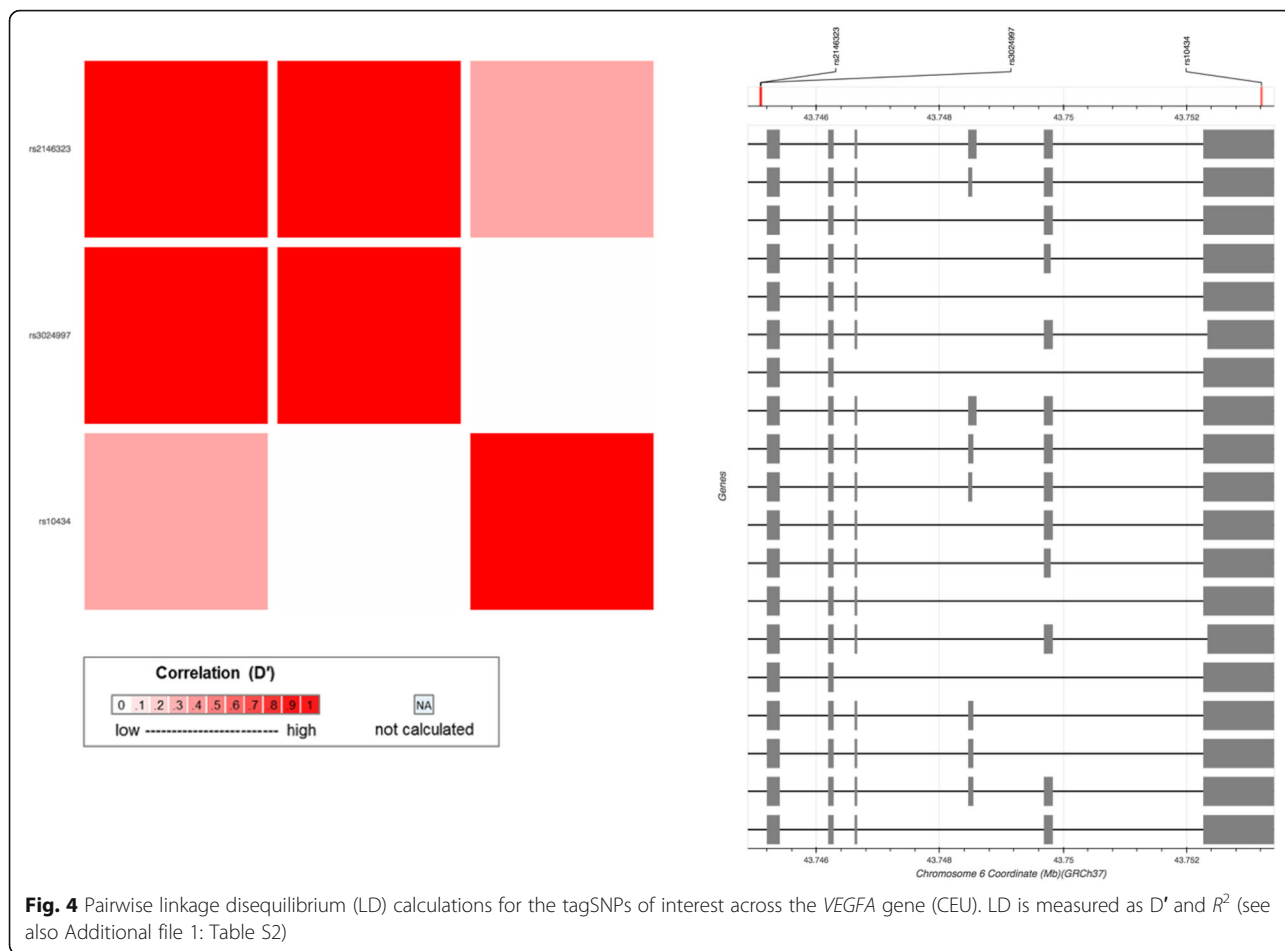 rs2146323
rs3024997
rs10434
Correlation (D')
0 .1 .2 .3 .4 .5 .6 .7 .8 .9 1
low ---------------------- high
NA
not calculated
rs2146323
rs3024997
rs10434
43.746 43.748 43.75 43.752
Genes
43.746 43.748 43.75 43.752
Chromosome 6 Coordinate (Mb)(GRCh37)
Fig. 4 Pairwise linkage disequilibrium (LD) calculations for the tagSNPs of interest across the VEGFA gene (CEU). LD is measured as D′ and R² (see
also Additional file 1: Table S2)